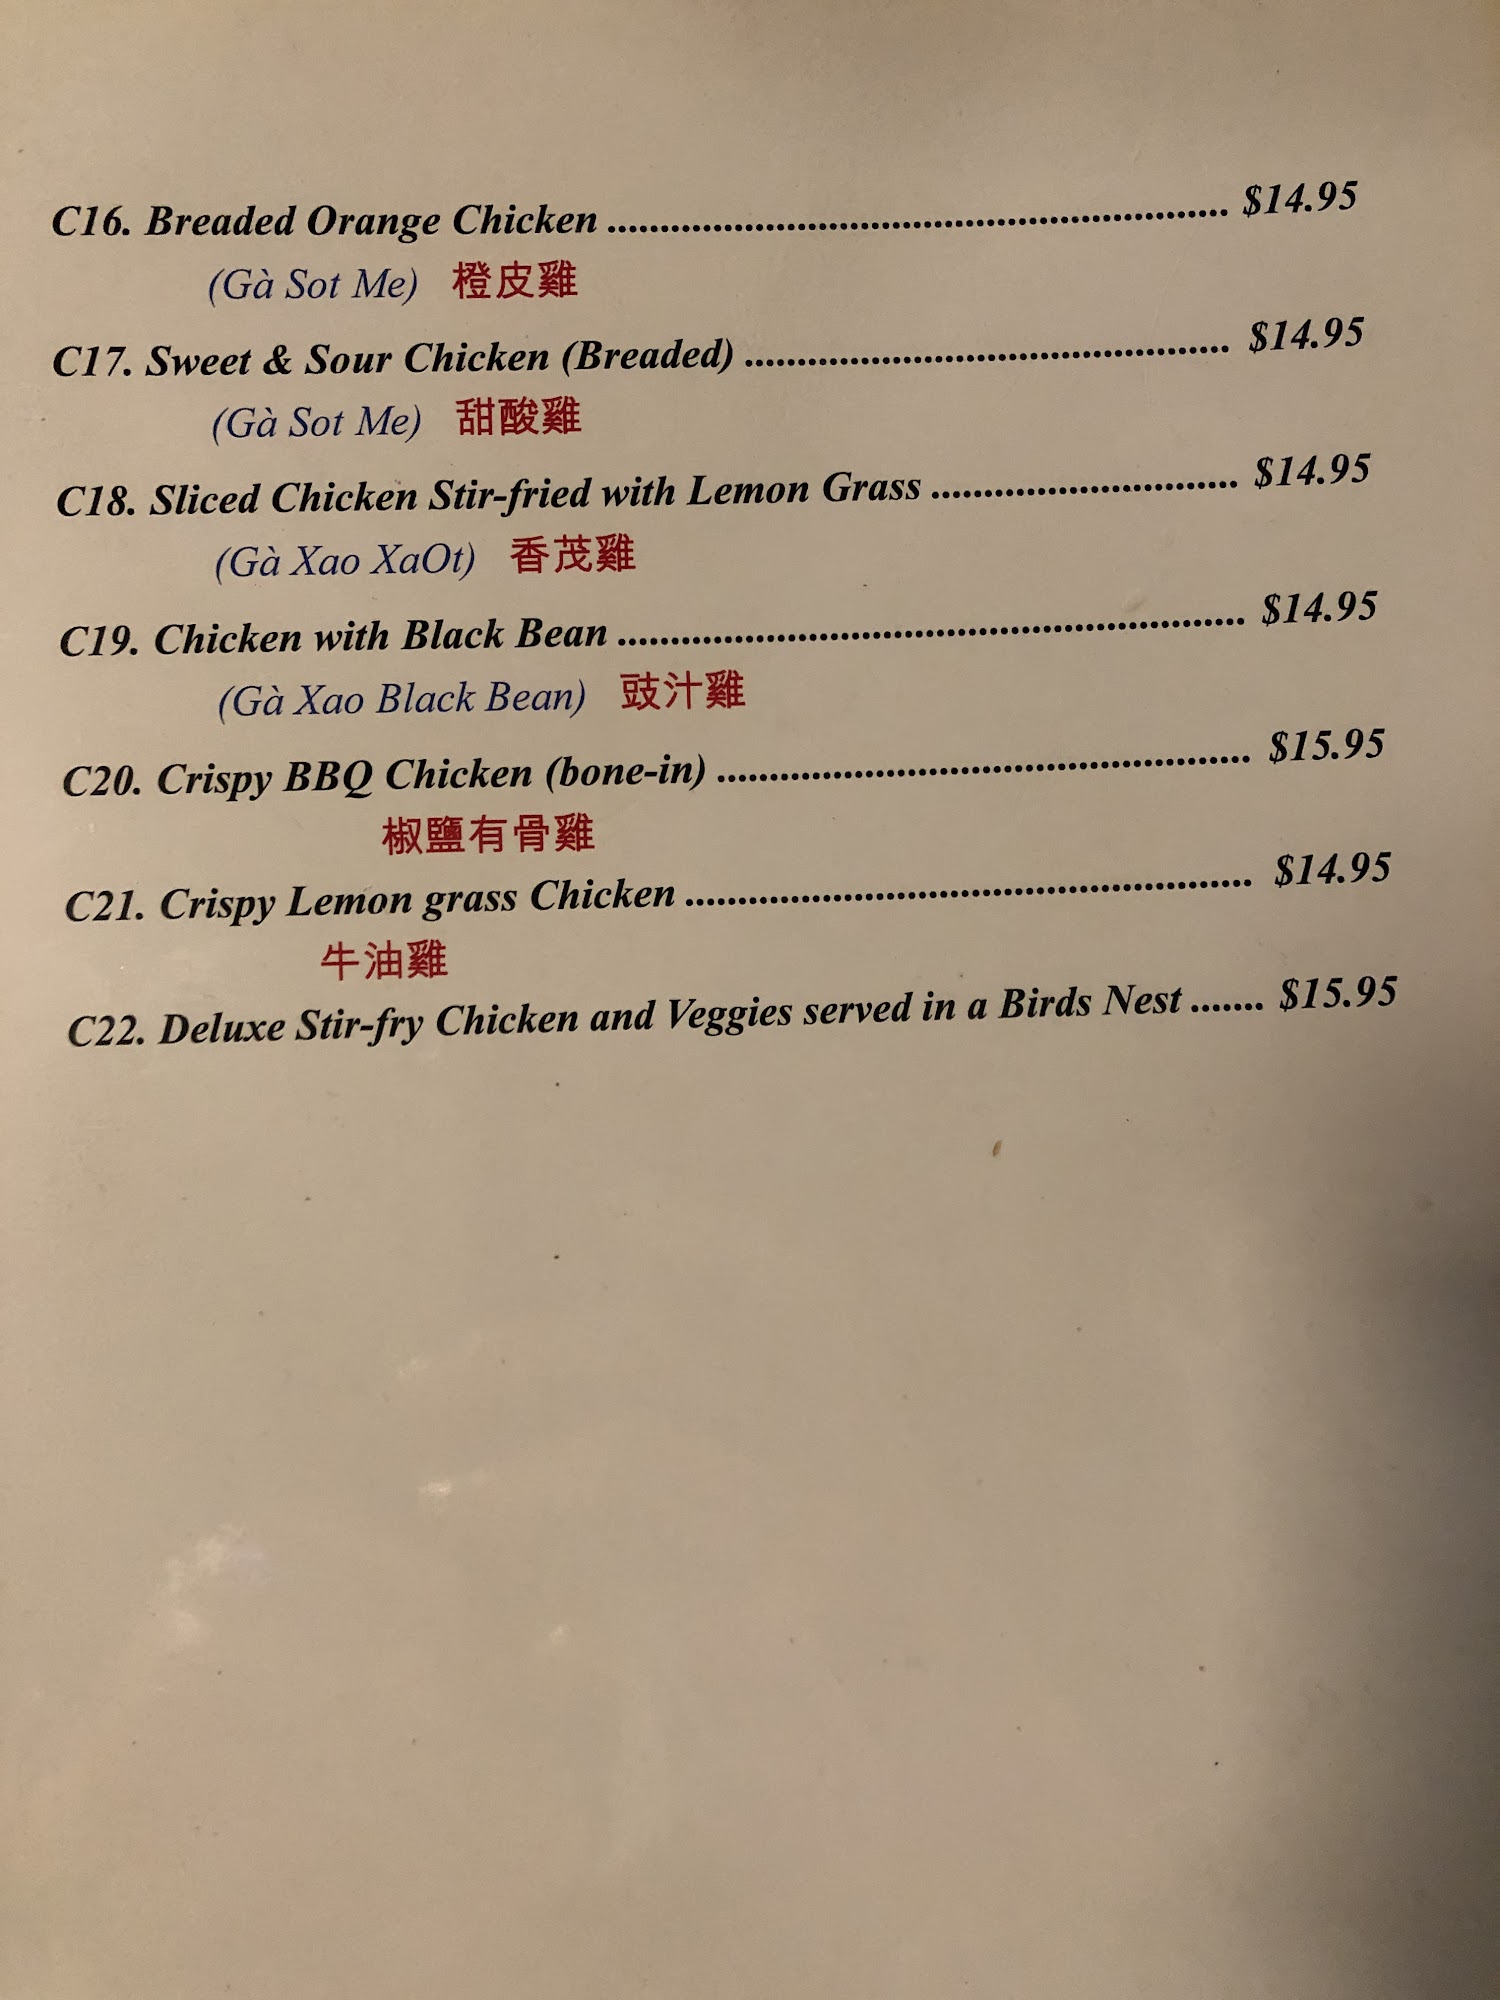 C16. Breaded Orange Chicken ........................................................... $14.95
(Gà Sot Me) 橙皮雞
C17. Sweet & Sour Chicken (Breaded) .............................................. $14.95
(Gà Sot Me) 甜酸雞
C18. Sliced Chicken Stir-fried with Lemon Grass ............................. $14.95
(Gà Xao XaOt) 香茂雞
C19. Chicken with Black Bean ............................................................ $14.95
(Gà Xao Black Bean) 豉汁雞
C20. Crispy BBQ Chicken (bone-in) ................................................... $15.95
椒鹽有骨雞
C21. Crispy Lemon grass Chicken ...................................................... $14.95
牛油雞
C22. Deluxe Stir-fry Chicken and Veggies served in a Birds Nest ....... $15.95